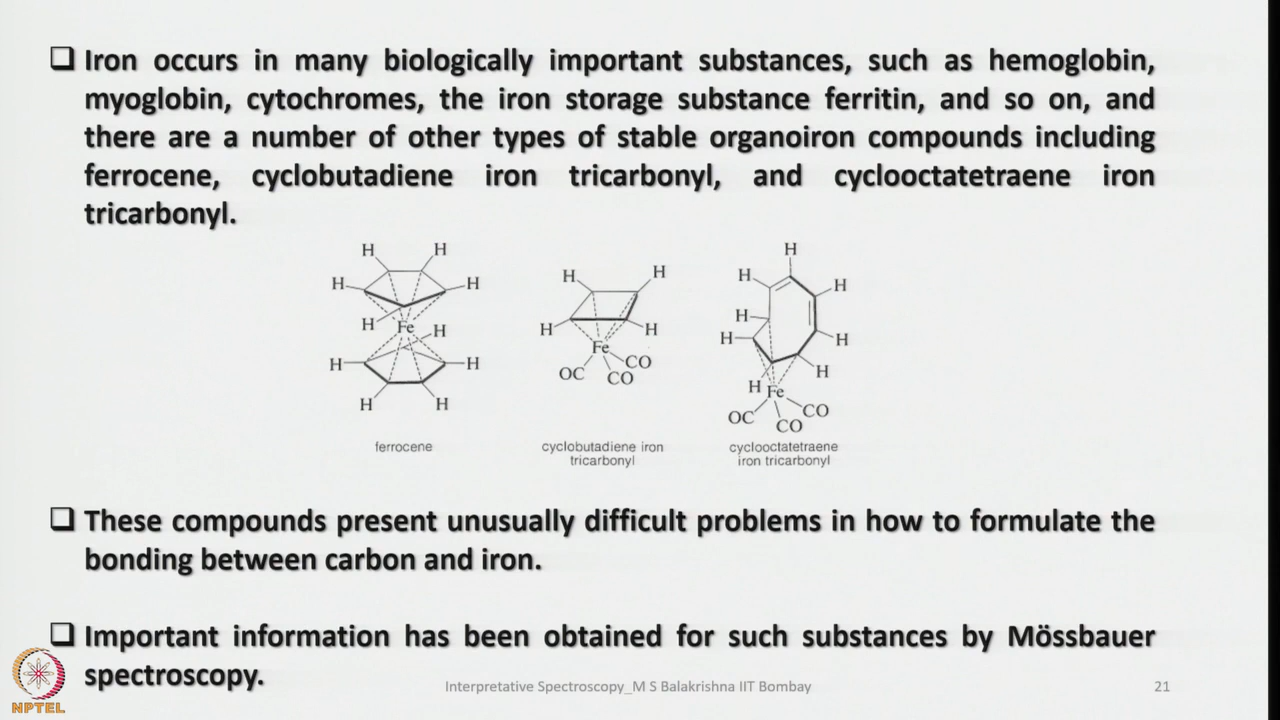 ❑ Iron occurs in many biologically important substances, such as hemoglobin,
myoglobin, cytochromes, the iron storage substance ferritin, and so on, and
there are a number of other types of stable organoiron compounds including
ferrocene, cyclobutadiene iron tricarbonyl, and cyclooctatetraene iron
tricarbonyl.
H H
H H
H Fe H
H H
H H
ferrocene
H H
H H
Fe
OC CO CO
cyclobutadiene iron
tricarbonyl
H
H H
H
H H
H
H Fe
OC CO CO
cyclooctatetraene
iron tricarbonyl
❑ These compounds present unusually difficult problems in how to formulate the
bonding between carbon and iron.
❑ Important information has been obtained for such substances by Mössbauer
spectroscopy.
NPTEL
Interpretative Spectroscopy_M S Balakrishna IIT Bombay
21